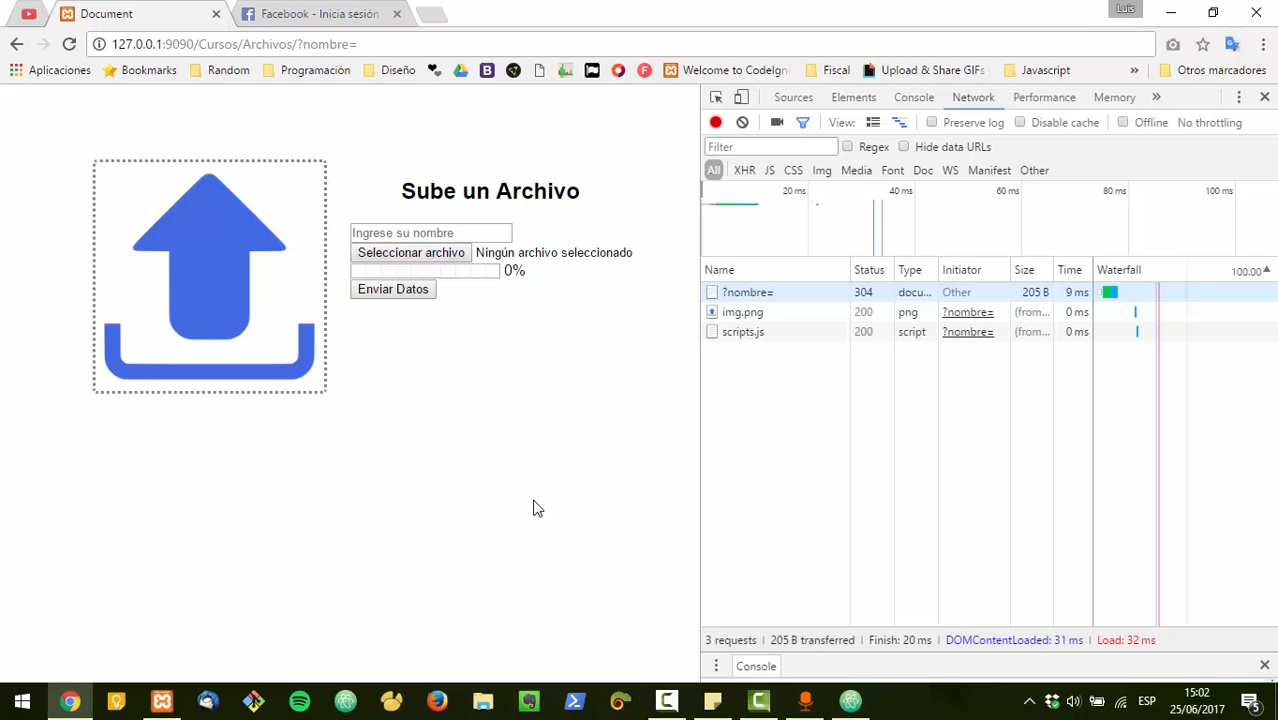 Document
Facebook - Inicia sesión
Luis
127.0.0.1:9090/Cursos/Archivos/?nombre=
Aplicaciones
Bookmarks
Random
Programación
Diseño
Welcome to CodeIgn
Fiscal
Upload & Share GIFs
Javascript
»
Otros marcadores
Sources
Elements
Console
Network
Performance
Memory
»
View:
Preserve log
Disable cache
Offline
No throttling
Filter
Regex
Hide data URLs
All XHR JS CSS Img Media Font Doc WS Manifest Other
20 ms 40 ms 60 ms 80 ms 100 ms
Sube un Archivo
Ingrese su nombre
Seleccionar archivo Ningún archivo seleccionado
0%
Enviar Datos
Name Status Type Initiator Size Time Waterfall 100.00
?nombre= 304 docu... Other 205 B 9 ms
img.png 200 png ?nombre= (from... 0 ms
scripts.js 200 script ?nombre= (from... 0 ms
3 requests | 205 B transferred | Finish: 20 ms | DOMContentLoaded: 31 ms | Load: 32 ms
Console
ESP
15:02
25/06/2017
5